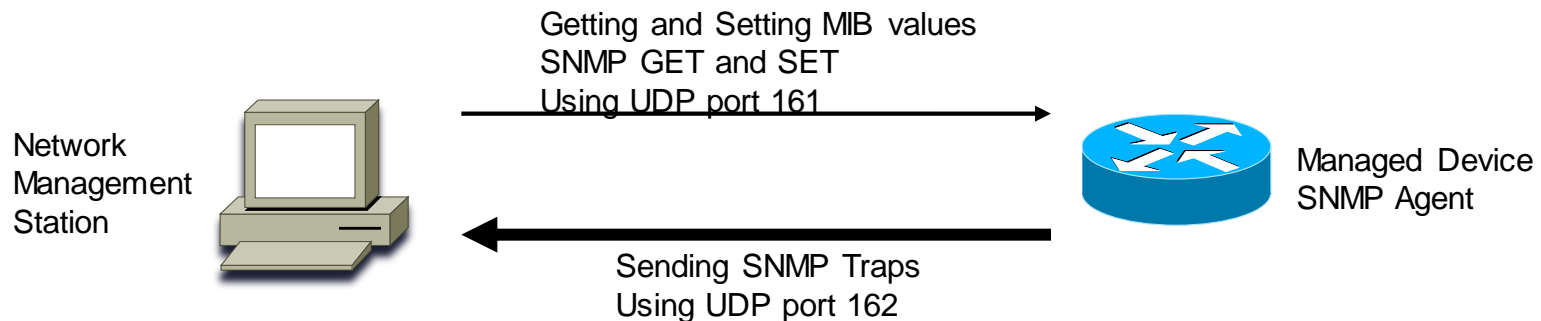 Getting and Setting MIB values
SNMP GET and SET
Using UDP port 161
Network
Management
Station
Managed Device
SNMP Agent
Sending SNMP Traps
Using UDP port 162